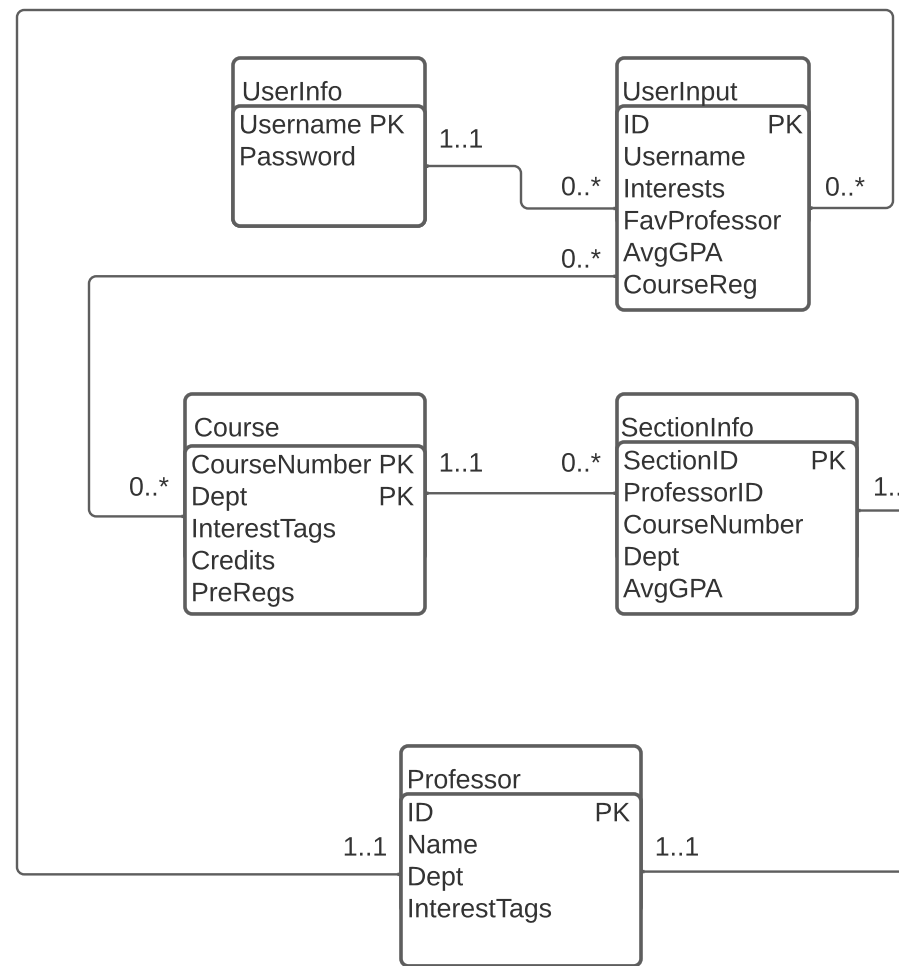 UserInfo
Username PK
Password
1..1
0..*
UserInput
ID PK
Username
Interests
FavProfessor
AvgGPA
CourseReg
0..*
0..*
0..*
Course
CourseNumber PK
Dept PK
InterestTags
Credits
PreRegs
1..1
0..*
SectionInfo
SectionID PK
ProfessorID
CourseNumber
Dept
AvgGPA
1..
1..1
Professor
ID PK
Name
Dept
InterestTags
1..1